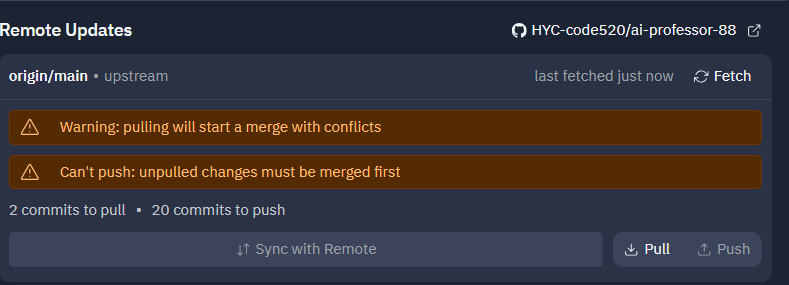 Remote Updates HYC-code520/ai-professor-88
origin/main • upstream last fetched just now Fetch
Warning: pulling will start a merge with conflicts
Can't push: unpulled changes must be merged first
2 commits to pull • 20 commits to push
Sync with Remote Pull Push